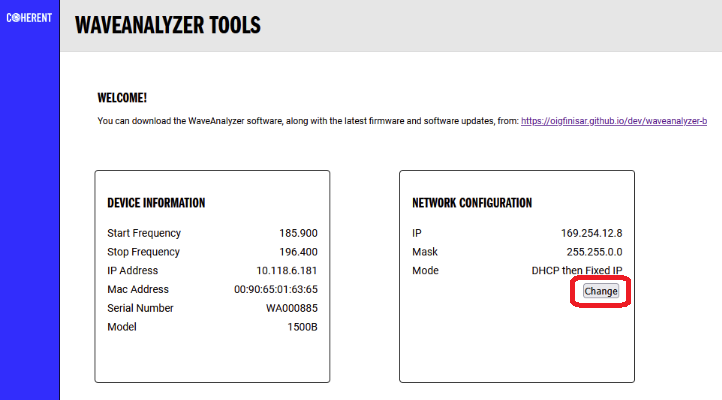 COHERENT
WAVEANALYZER TOOLS
WELCOME!
You can download the WaveAnalyzer software, along with the latest firmware and software updates, from: https://oigfinisar.github.io/dev/waveanalyzer-b
DEVICE INFORMATION
Start Frequency 185.900
Stop Frequency 196.400
IP Address 10.118.6.181
Mac Address 00:90:65:01:63:65
Serial Number WA000885
Model 1500B
NETWORK CONFIGURATION
IP 169.254.12.8
Mask 255.255.0.0
Mode DHCP then Fixed IP
Change